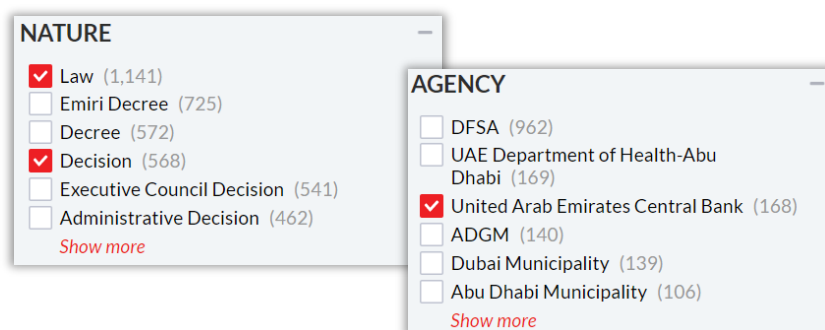 NATURE
Law (1,141)
Emiri Decree (725)
Decree (572)
Decision (568)
Executive Council Decision (541)
Administrative Decision (462)
Show more
AGENCY
DFSA (962)
UAE Department of Health-Abu
Dhabi (169)
United Arab Emirates Central Bank (168)
ADGM (140)
Dubai Municipality (139)
Abu Dhabi Municipality (106)
Show more